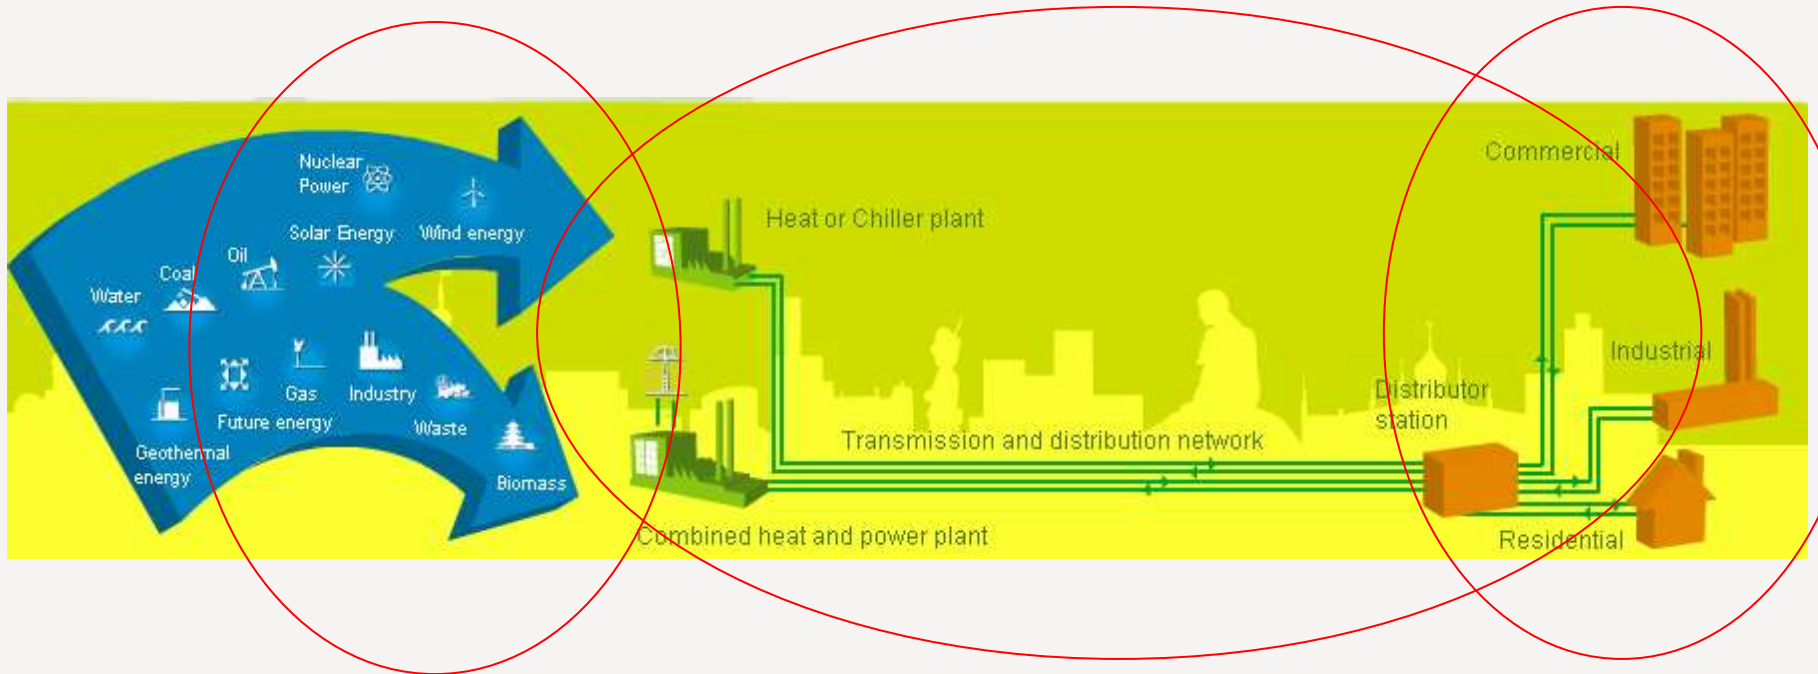 Nuclear
Power
Solar Energy
Wind energy
Oil
Coal
Water
Gas
Industry
Future energy
Waste
Geothermal
energy
Biomass
Heat or Chiller plant
Transmission and distribution network
Combined heat and power plant
Distributor
station
Commercial
Industrial
Residential